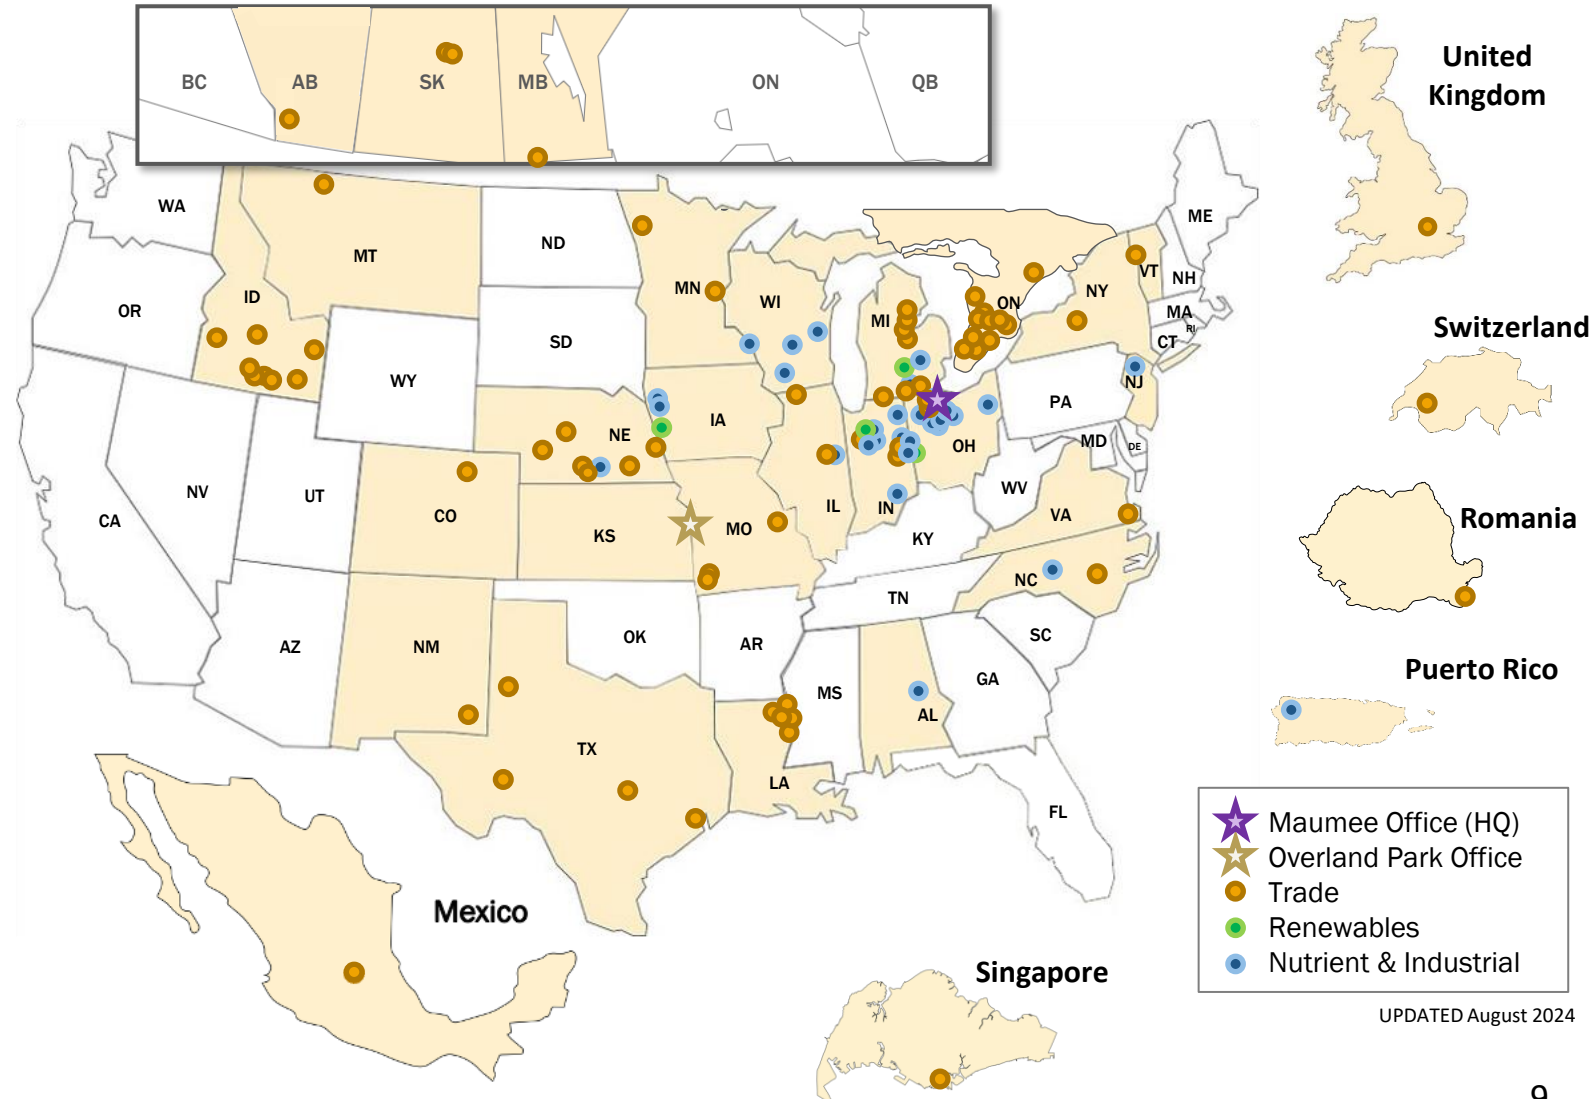 BC
AB
SK
MB
ON
QB
United
Kingdom
WA
MT
ND
MN
ME
VT
NH
OR
ID
SD
WI
MI
ON
NY
MA
RI
CT
Switzerland
WY
NE
IA
PA
NJ
OH
MD
DE
NV
UT
CO
KS
MO
IL
IN
WV
VA
KY
CA
Romania
NC
TN
AZ
NM
OK
AR
SC
MS
AL
GA
Puerto Rico
TX
LA
FL
Mexico
Maumee Office (HQ)
Overland Park Office
Trade
Renewables
Nutrient & Industrial
Singapore
UPDATED August 2024
9